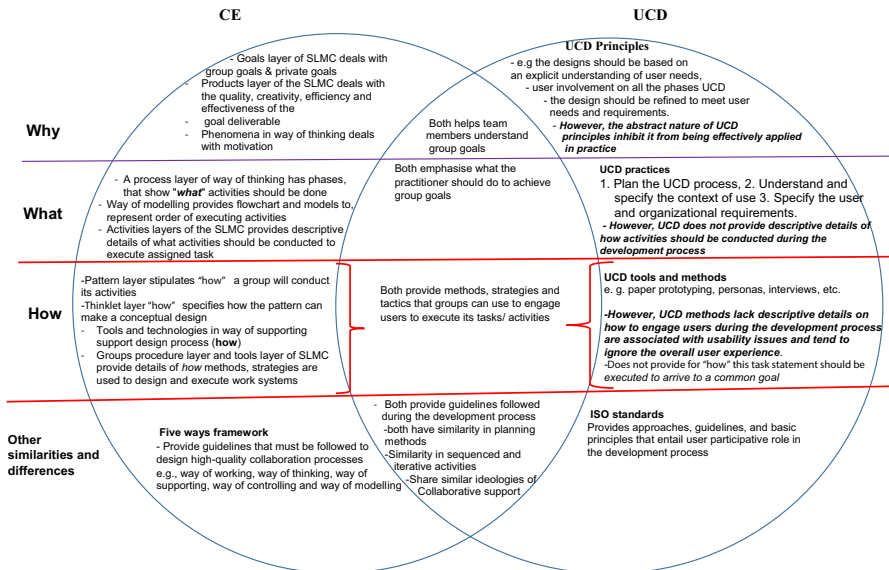 CE
UCD
Why
- Goals layer of SLMC deals with
group goals & private goals
• Products layer of the SLMC deals with
the quality, creativity, efficiency and
effectiveness of the
- goal deliverable
• Phenomena in way of thinking deals
with motivation
Both helps team
members understand
group goals
UCD Principles
- e.g the designs should be based on
an explicit understanding of user needs,
- user involvement on all the phases UCD
- the design should be refined to meet user
needs and requirements.
- However, the abstract nature of UCD
principles inhibit it from being effectively applied
in practice
What
- A process layer of way of thinking has phases,
that show "what" activities should be done
• Way of modelling provides flowchart and models to,
represent order of executing activities
• Activities layers of the SLMC provides descriptive
details of what activities should be conducted to
execute assigned task
Both emphasise what the
practitioner should do to achieve
group goals
UCD practices
1. Plan the UCD process, 2. Understand and
specify the context of use 3. Specify the user
and organizational requirements.
- However, UCD does not provide descriptive details of
how activities should be conducted during the
development process
How
-Pattern layer stipulates “how” a group will conduct
its activities
-Thinklet layer “how” specifies how the pattern can
make a conceptual design
- Tools and technologies in way of supporting
support design process (how)
- Groups procedure layer and tools layer of SLMC
provide details of how methods, strategies are
used to design and execute work systems
Both provide methods, strategies and
tactics that groups can use to engage
users to execute its tasks/ activities
UCD tools and methods
e. g. paper prototyping, personas, interviews, etc.
-However, UCD methods lack descriptive details on
how to engage users during the development process
are associated with usability issues and tend to
ignore the overall user experience.
-Does not provide for "how" this task statement should be
executed to arrive to a common goal
Other
similarities and
differences
Five ways framework
- Provide guidelines that must be followed to
design high-quality collaboration processes
e.g., way of working, way of thinking, way of
supporting, way of controlling and way of modelling
- Both provide guidelines followed
during the development process
-both have similarity in planning
methods
-Similarity in sequenced and
iterative activities
-Share similar ideologies of
Collaborative support
ISO standards
Provides approaches, guidelines, and basic
principles that entail user participative role in
the development process